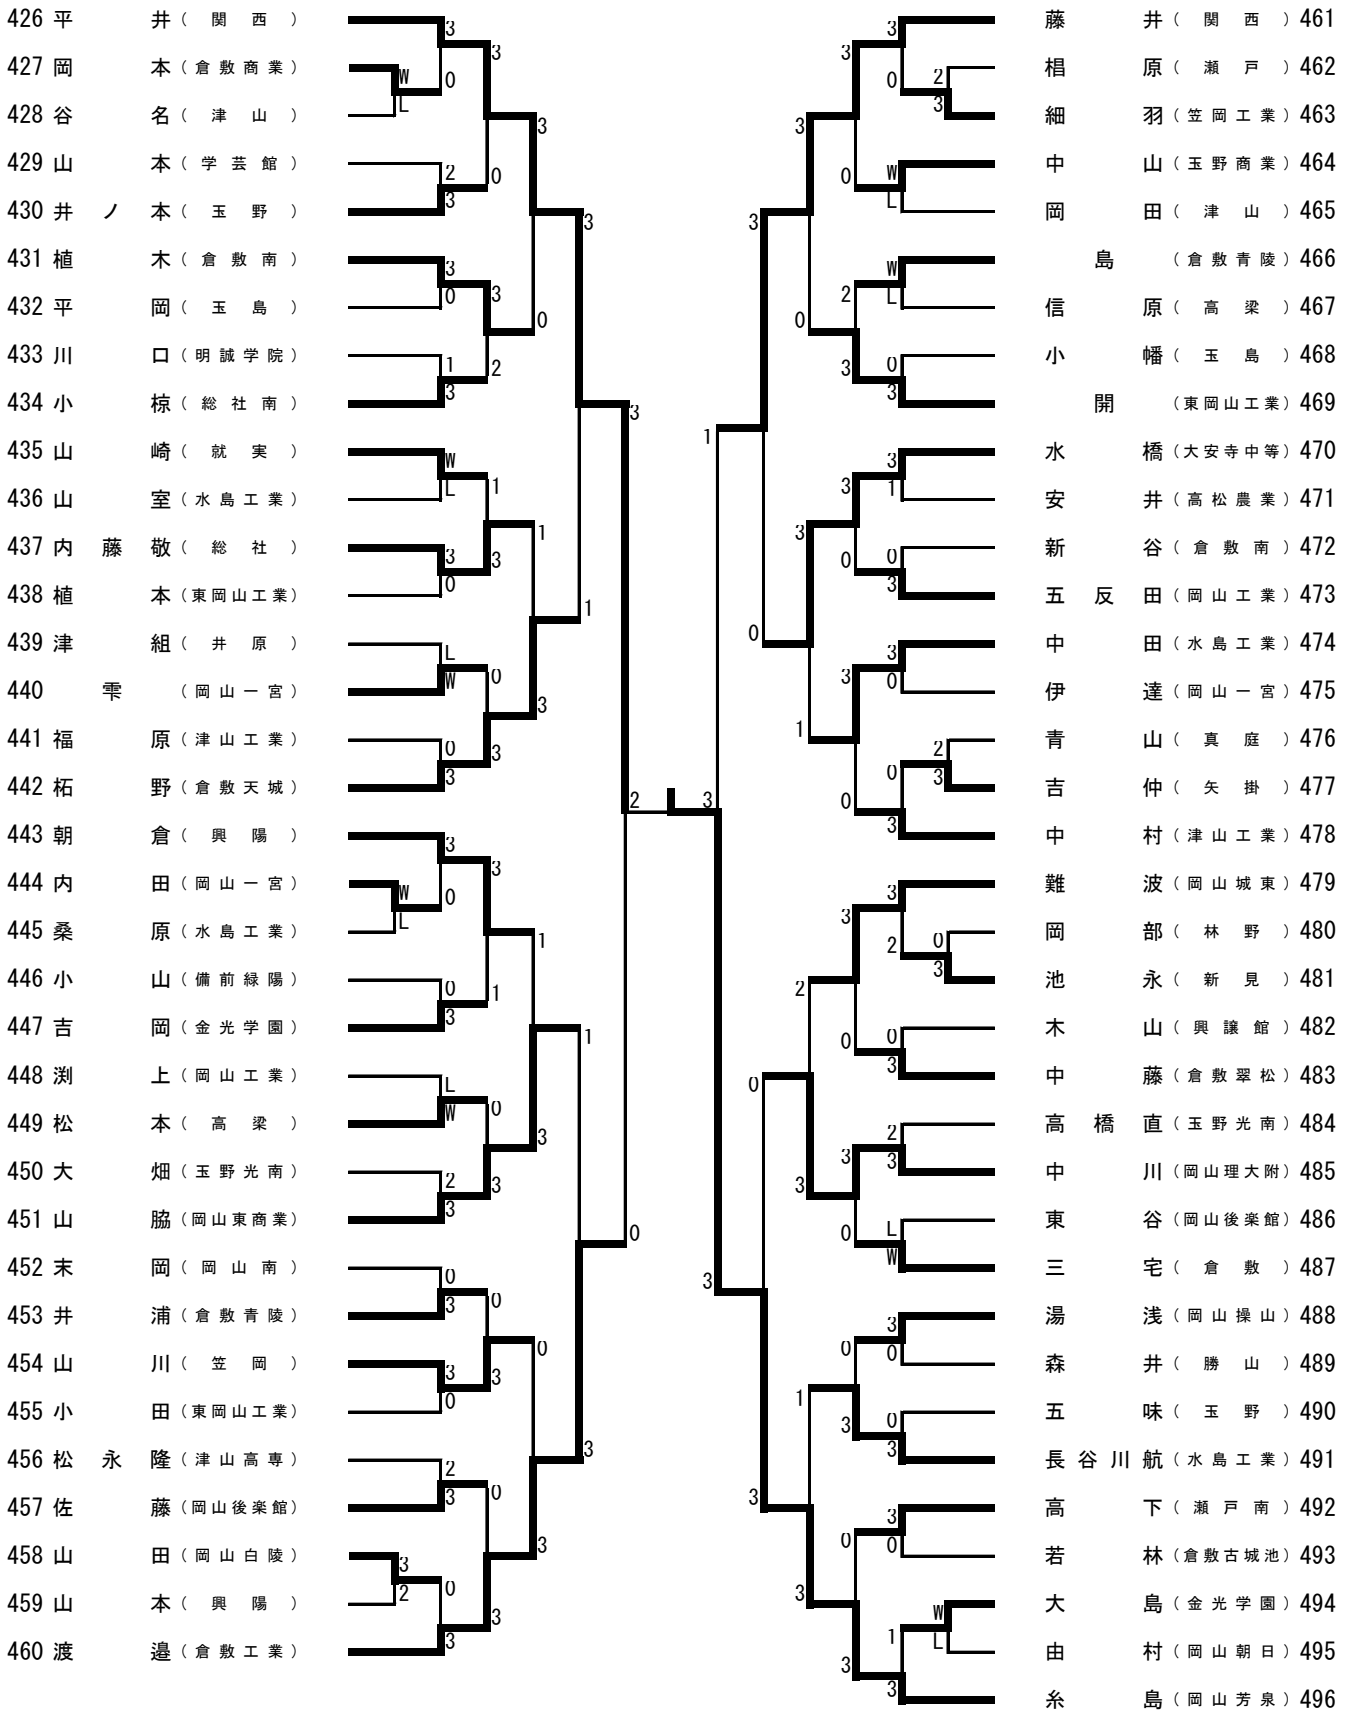 426 平 井 （ 関 西 ）
427 岡 本 （倉敷商業）
428 谷 名 （ 津 山 ）
429 山 本 （ 学 芸 館 ）
430 井 ノ 本 （ 玉 野 ）
431 植 木 （ 倉 敷 南 ）
432 平 岡 （ 玉 島 ）
433 川 口 （明誠学院）
434 小 椋 （ 総 社 南 ）
435 山 崎 （ 就 実 ）
436 山 室 （水島工業）
437 内 藤 敬 （ 総 社 ）
438 植 本 （東岡山工業）
439 津 組 （ 井 原 ）
440 雫 （岡山一宮）
441 福 原 （津山工業）
442 柘 野 （倉敷天城）
443 朝 倉 （ 興 陽 ）
444 内 田 （岡山一宮）
445 桑 原 （水島工業）
446 小 山 （備前緑陽）
447 吉 岡 （金光学園）
448 渕 上 （岡山工業）
449 松 本 （ 高 梁 ）
450 大 畑 （玉野光南）
451 山 脇 （岡山東商業）
452 末 岡 （ 岡 山 南 ）
453 井 浦 （倉敷青陵）
454 山 川 （ 笠 岡 ）
455 小 田 （東岡山工業）
456 松 永 隆 （津山高専）
457 佐 藤 （岡山後楽館）
458 山 田 （岡山白陵）
459 山 本 （ 興 陽 ）
460 渡 邉 （倉敷工業）
藤 井 （ 関 西 ） 461
椙 原 （ 瀬 戸 ） 462
細 羽 （笠岡工業） 463
中 山 （玉野商業） 464
岡 田 （ 津 山 ） 465
島 （倉敷青陵） 466
信 原 （ 高 梁 ） 467
小 幡 （ 玉 島 ） 468
開 （東岡山工業） 469
水 橋 （大安寺中等） 470
安 井 （高松農業） 471
新 谷 （ 倉 敷 南 ） 472
五 反 田 （岡山工業） 473
中 田 （水島工業） 474
伊 達 （岡山一宮） 475
青 山 （ 真 庭 ） 476
吉 仲 （ 矢 掛 ） 477
中 村 （津山工業） 478
難 波 （岡山城東） 479
岡 部 （ 林 野 ） 480
池 永 （ 新 見 ） 481
木 山 （ 興 譲 館 ） 482
中 藤 （倉敷翠松） 483
高 橋 直 （玉野光南） 484
中 川 （岡山理大附） 485
東 谷 （岡山後楽館） 486
三 宅 （ 倉 敷 ） 487
湯 浅 （岡山操山） 488
森 井 （ 勝 山 ） 489
五 味 （ 玉 野 ） 490
長 谷 川 航 （水島工業） 491
高 下 （ 瀬 戸 南 ） 492
若 林 （倉敷古城池） 493
大 島 （金光学園） 494
由 村 （岡山朝日） 495
糸 島 （岡山芳泉） 496